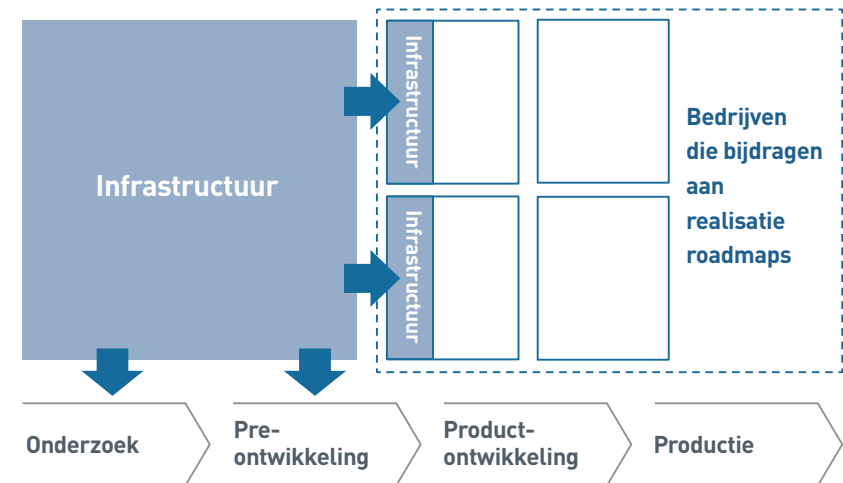 Infrastructuur
Infrastructuur
Infrastructuur
Bedrijven
die bijdragen
aan
realisatie
roadmaps
Onderzoek
Pre-
ontwikkeling
Product-
ontwikkeling
Productie